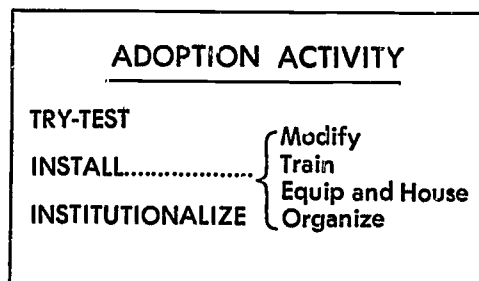 ADOPTION ACTIVITY
TRY-TEST
INSTALL...................
INSTITUTIONALIZE
Modify
Train
Equip and House
Organize